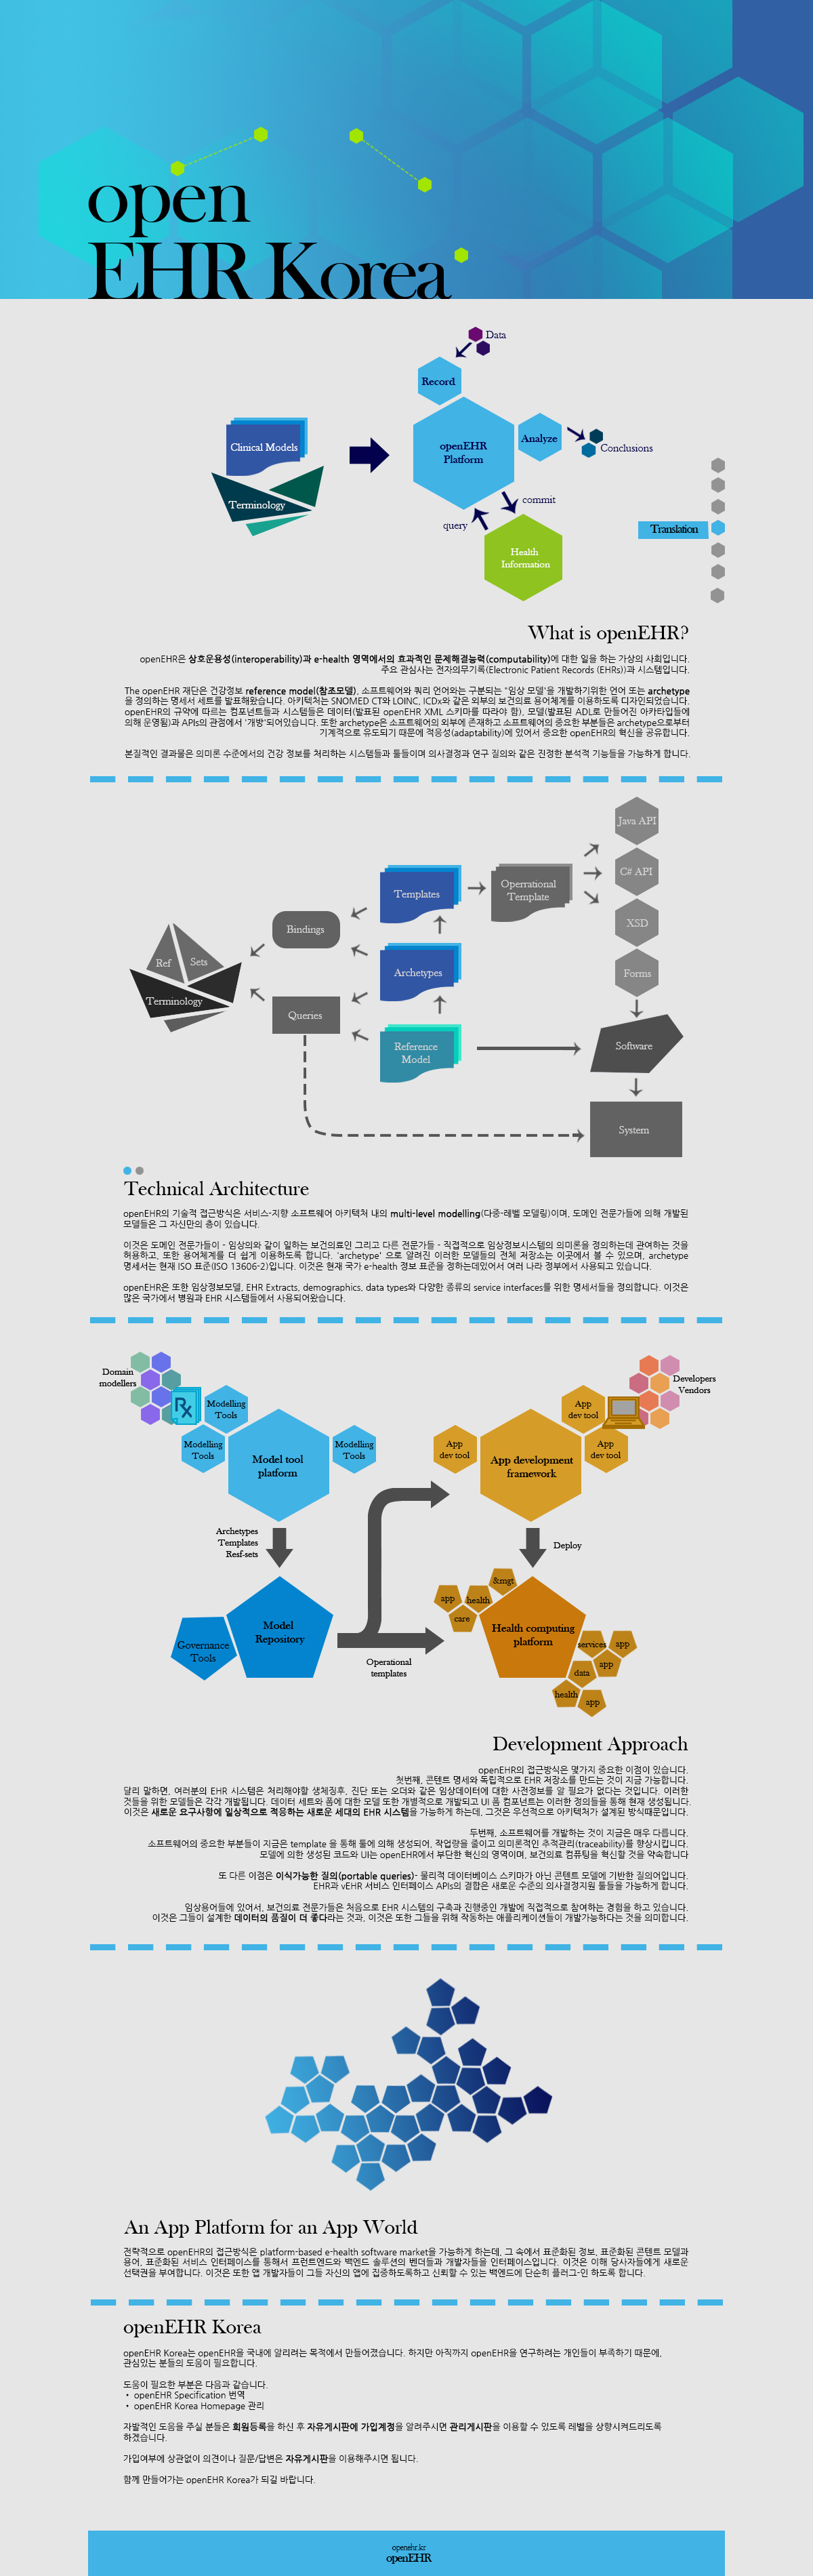 open
EHR Korea
Data
Record
Clinical Models
openEHR
Platform
Analyze
Conclusions
Terminology
commit
query
Translation
Health
Information
What is openEHR?
openEHR은 상호운용성(interoperability)과 e-health 영역에서의 효과적인 문제해결능력(computability)에 대한 일을 하는 가상의 사회입니다.
주요 관심사는 전자의무기록(Electronic Patient Records (EHRs))과 시스템입니다.
The openEHR 재단은 건강정보 reference model(참조모델), 소프트웨어와 쿼리 언어와는 구분되는 "임상 모델"을 개발하기위한 언어 또는 archetype
을 정의하는 명세서 세트를 발표해왔습니다. 아키텍처는 SNOMED CT와 LOINC, ICDx와 같은 외부의 보건의료 용어체계를 이용하도록 디자인되었습니다.
openEHR의 규약에 따르는 컴포넌트들과 시스템들은 데이터(발표된 openEHR XML 스키마를 따라야 함), 모델(발표된 ADL로 만들어진 아카타입들에
의해 운영됨)과 APIs의 관점에서 '개방'되어있습니다. 또한 archetype은 소프트웨어의 외부에 존재하고 소프트웨어의 중요한 부분들은 archetype으로부터
기계적으로 유도되기 때문에 적응성(adaptability)에 있어서 중요한 openEHR의 혁신을 공유합니다.
본질적인 결과물은 의미론 수준에서의 건강 정보를 처리하는 시스템들과 툴들이며 의사결정과 연구 질의와 같은 진정한 분석적 기능들을 가능하게 합니다.
Java API
C# API
Templates
Operrational
Template
XSD
Bindings
Ref
Sets
Archetypes
Forms
Terminology
Queries
Reference
Model
Software
System
Technical Architecture
openEHR의 기술적 접근방식은 서비스-지향 소프트웨어 아키텍처 내의 multi-level modelling(다중-레벨 모델링)이며, 도메인 전문가들에 의해 개발된
모델들은 그 자신만의 층이 있습니다.
이것은 도메인 전문가들이 - 임상의와 같이 일하는 보건의료인 그리고 다른 전문가들 - 직접적으로 임상정보시스템의 의미론을 정의하는데 관여하는 것을
허용하고, 또한 용어체계를 더 쉽게 이용하도록 합니다. 'archetype' 으로 알려진 이러한 모델들의 전체 저장소는 이곳에서 볼 수 있으며, archetype
명세서는 현재 ISO 표준(ISO 13606-2)입니다. 이것은 현재 국가 e-health 정보 표준을 정하는데있어서 여러 나라 정부에서 사용되고 있습니다.
openEHR은 또한 임상정보모델, EHR Extracts, demographics, data types와 다양한 종류의 service interfaces를 위한 명세서들을 정의합니다. 이것은
많은 국가에서 병원과 EHR 시스템들에서 사용되어왔습니다.
Domain
modellers
Modelling
Tools
Modelling
Tools
Modelling
Tools
Model tool
platform
Rx
Developers
Vendors
App
dev tool
App
dev tool
App
dev tool
App development
framework
Archetypes
Templates
Resf-sets
Deploy
Model
Repository
Governance
Tools
Operational
templates
&mgt
app
health
care
Health computing
platform
services
app
app
data
health
app
Development Approach
openEHR의 접근방식은 몇가지 중요한 이점이 있습니다.
첫번째, 콘텐트 명세와 독립적으로 EHR 저장소를 만드는 것이 지금 가능합니다.
달리 말하면, 여러분의 EHR 시스템은 처리해야할 생체징후, 진단 또는 오더와 같은 임상데이터에 대한 사전정보를 알 필요가 없다는 것입니다. 이러한
것들을 위한 모델들은 각각 개발됩니다. 데이터 세트와 폼에 대한 모델 또한 개별적으로 개발되고 UI 폼 컴포넌트는 이러한 정의들을 통해 현재 생성됩니다.
이것은 새로운 요구사항에 일상적으로 적응하는 새로운 세대의 EHR 시스템을 가능하게 하는데, 그것은 우선적으로 아키텍처가 설계된 방식때문입니다.
두번째, 소프트웨어를 개발하는 것이 지금은 매우 다릅니다.
소프트웨어의 중요한 부분들이 지금은 template 을 통해 툴에 의해 생성되어, 작업량을 줄이고 의미론적인 추적관리(traceability)를 향상시킵니다.
모델에 의한 생성된 코드와 UI는 openEHR에서 부단한 혁신의 영역이며, 보건의료 컴퓨팅을 혁신할 것을 약속합니다
또 다른 이점은 이식가능한 질의(portable queries)- 물리적 데이터베이스 스키마가 아닌 콘텐트 모델에 기반한 질의어입니다.
EHR과 vEHR 서비스 인터페이스 APIs의 결합은 새로운 수준의 의사결정지원 툴들을 가능하게 합니다.
임상용어들에 있어서, 보건의료 전문가들은 처음으로 EHR 시스템의 구축과 진행중인 개발에 직접적으로 참여하는 경험을 하고 있습니다.
이것은 그들이 설계한 데이터의 품질이 더 좋다라는 것과, 이것은 또한 그들을 위해 작동하는 애플리케이션들이 개발가능하다는 것을 의미합니다.
An App Platform for an App World
전략적으로 openEHR의 접근방식은 platform-based e-health software market을 가능하게 하는데, 그 속에서 표준화된 정보, 표준화된 콘텐트 모델과
용어, 표준화된 서비스 인터페이스를 통해서 프런트엔드와 백엔드 솔루션의 벤더들과 개발자들을 인터페이스입니다. 이것은 이해 당사자들에게 새로운
선택권을 부여합니다. 이것은 또한 앱 개발자들이 그들 자신의 앱에 집중하도록하고 신뢰할 수 있는 백엔드에 단순히 플러그-인 하도록 합니다.
openEHR Korea
openEHR Korea는 openEHR을 국내에 알리려는 목적에서 만들어졌습니다. 하지만 아직까지 openEHR을 연구하려는 개인들이 부족하기 때문에,
관심있는 분들의 도움이 필요합니다.
도움이 필요한 부분은 다음과 같습니다.
• openEHR Specification 번역
• openEHR Korea Homepage 관리
자발적인 도움을 주실 분들은 회원등록을 하신 후 자유게시판에 가입계정을 알려주시면 관리게시판을 이용할 수 있도록 레벨을 상향시켜드리도록
하겠습니다.
가입여부에 상관없이 의견이나 질문/답변은 자유게시판을 이용해주시면 됩니다.
함께 만들어가는 openEHR Korea가 되길 바랍니다.
openehr.kr
openEHR